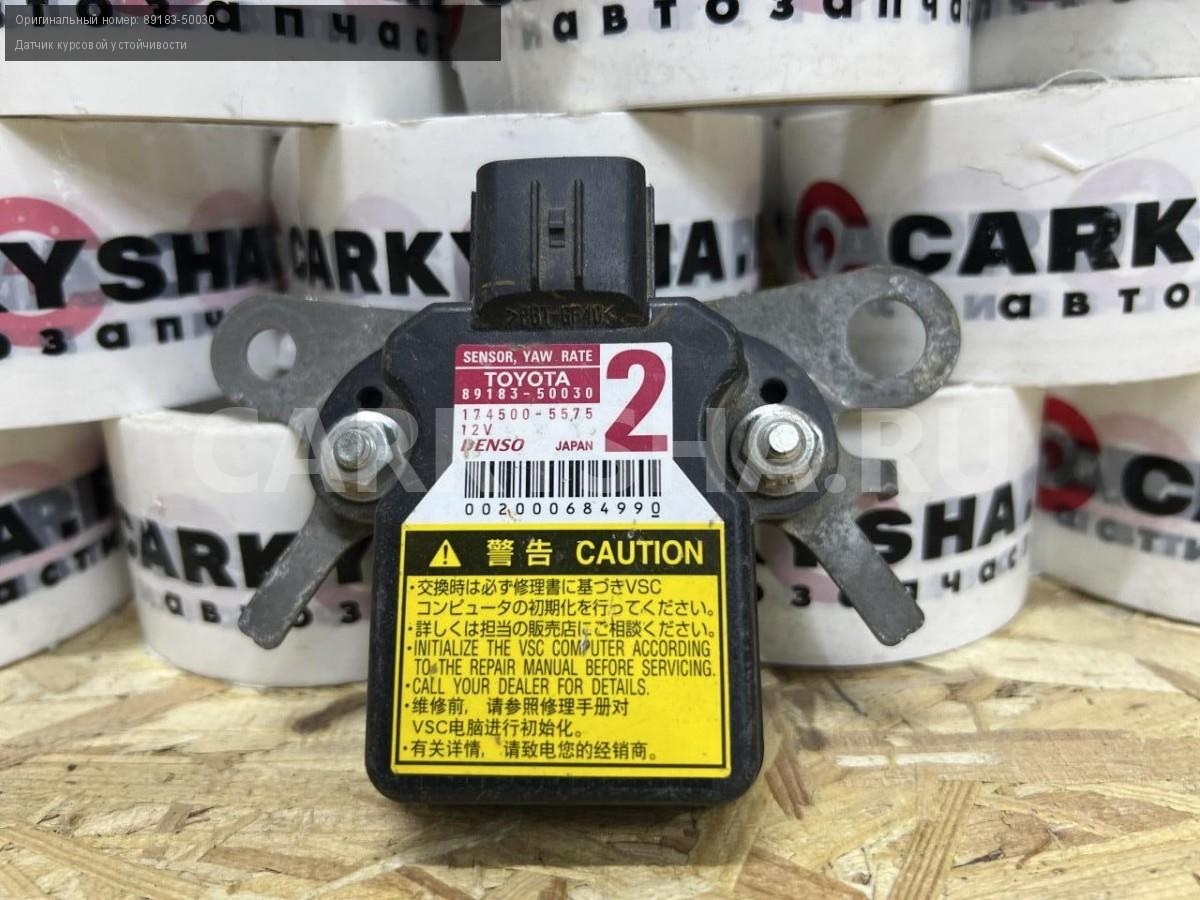 Оригинальный номер: 89183-50030
Датчик курсовой устойчивости
CARKYSHA.RU
>PBT-GF40<
SENSOR, YAW RATE
TOYOTA
89183-50030
2
174500-5575
12V
DENSO JAPAN
002000684990
警告 CAUTION
・交換時は必ず修理書に基づきVSC
コンピュータの初期化を行ってください。
・詳しくは担当の販売店にご相談ください。
・INITIALIZE THE VSC COMPUTER ACCORDING
TO THE REPAIR MANUAL BEFORE SERVICING.
・CALL YOUR DEALER FOR DETAILS.
・维修前, 请参照修理手册对
VSC电脑进行初始化。
・有关详情, 请致电您的经销商。